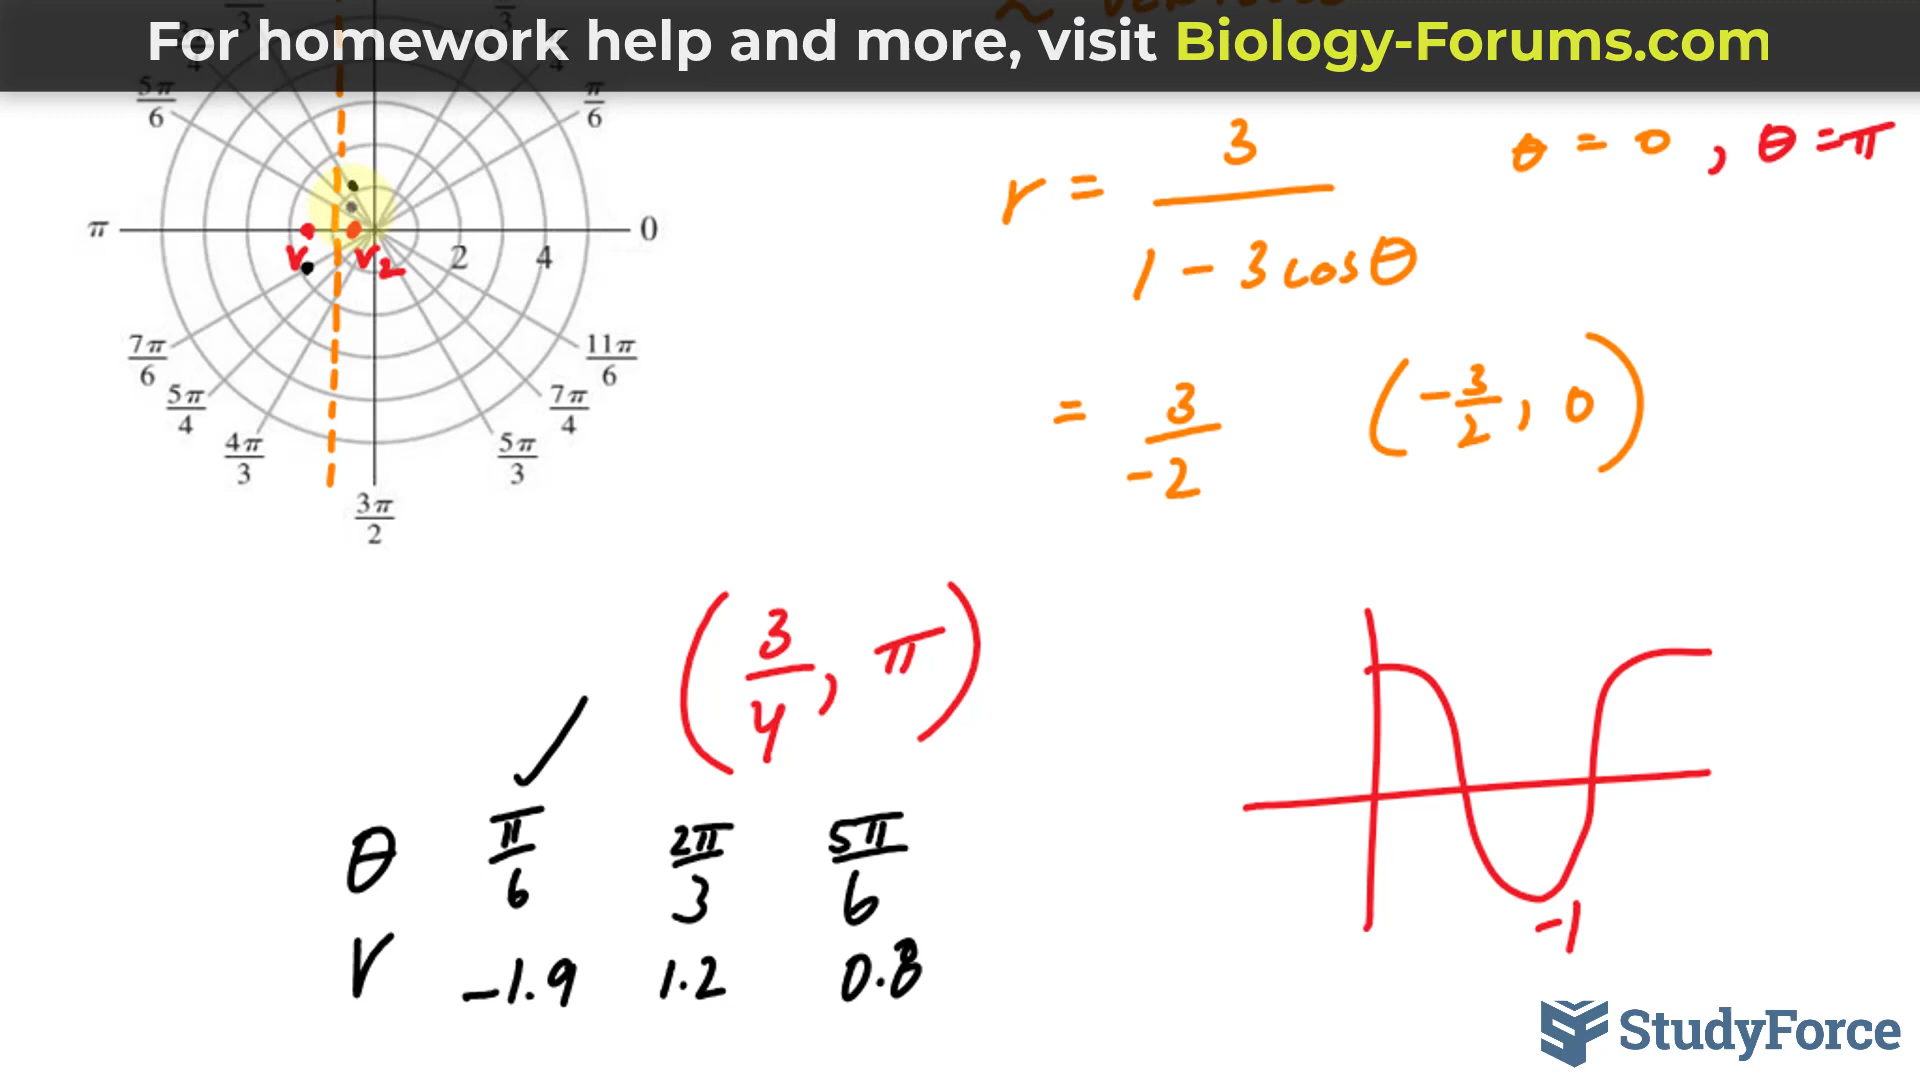 For homework help and more, visit Biology-Forums.com
5π/6
π/6
π
0
2
4
V
V₂
7π/6
11π/6
5π/4
7π/4
4π/3
5π/3
3π/2
r = 3/(1 - 3cosθ)
θ = 0, θ = π
= 3/-2
(-3/2, 0)
(3/4, π)
θ π/6 2π/3 5π/6
r -1.9 1.2 0.8
-1
StudyForce